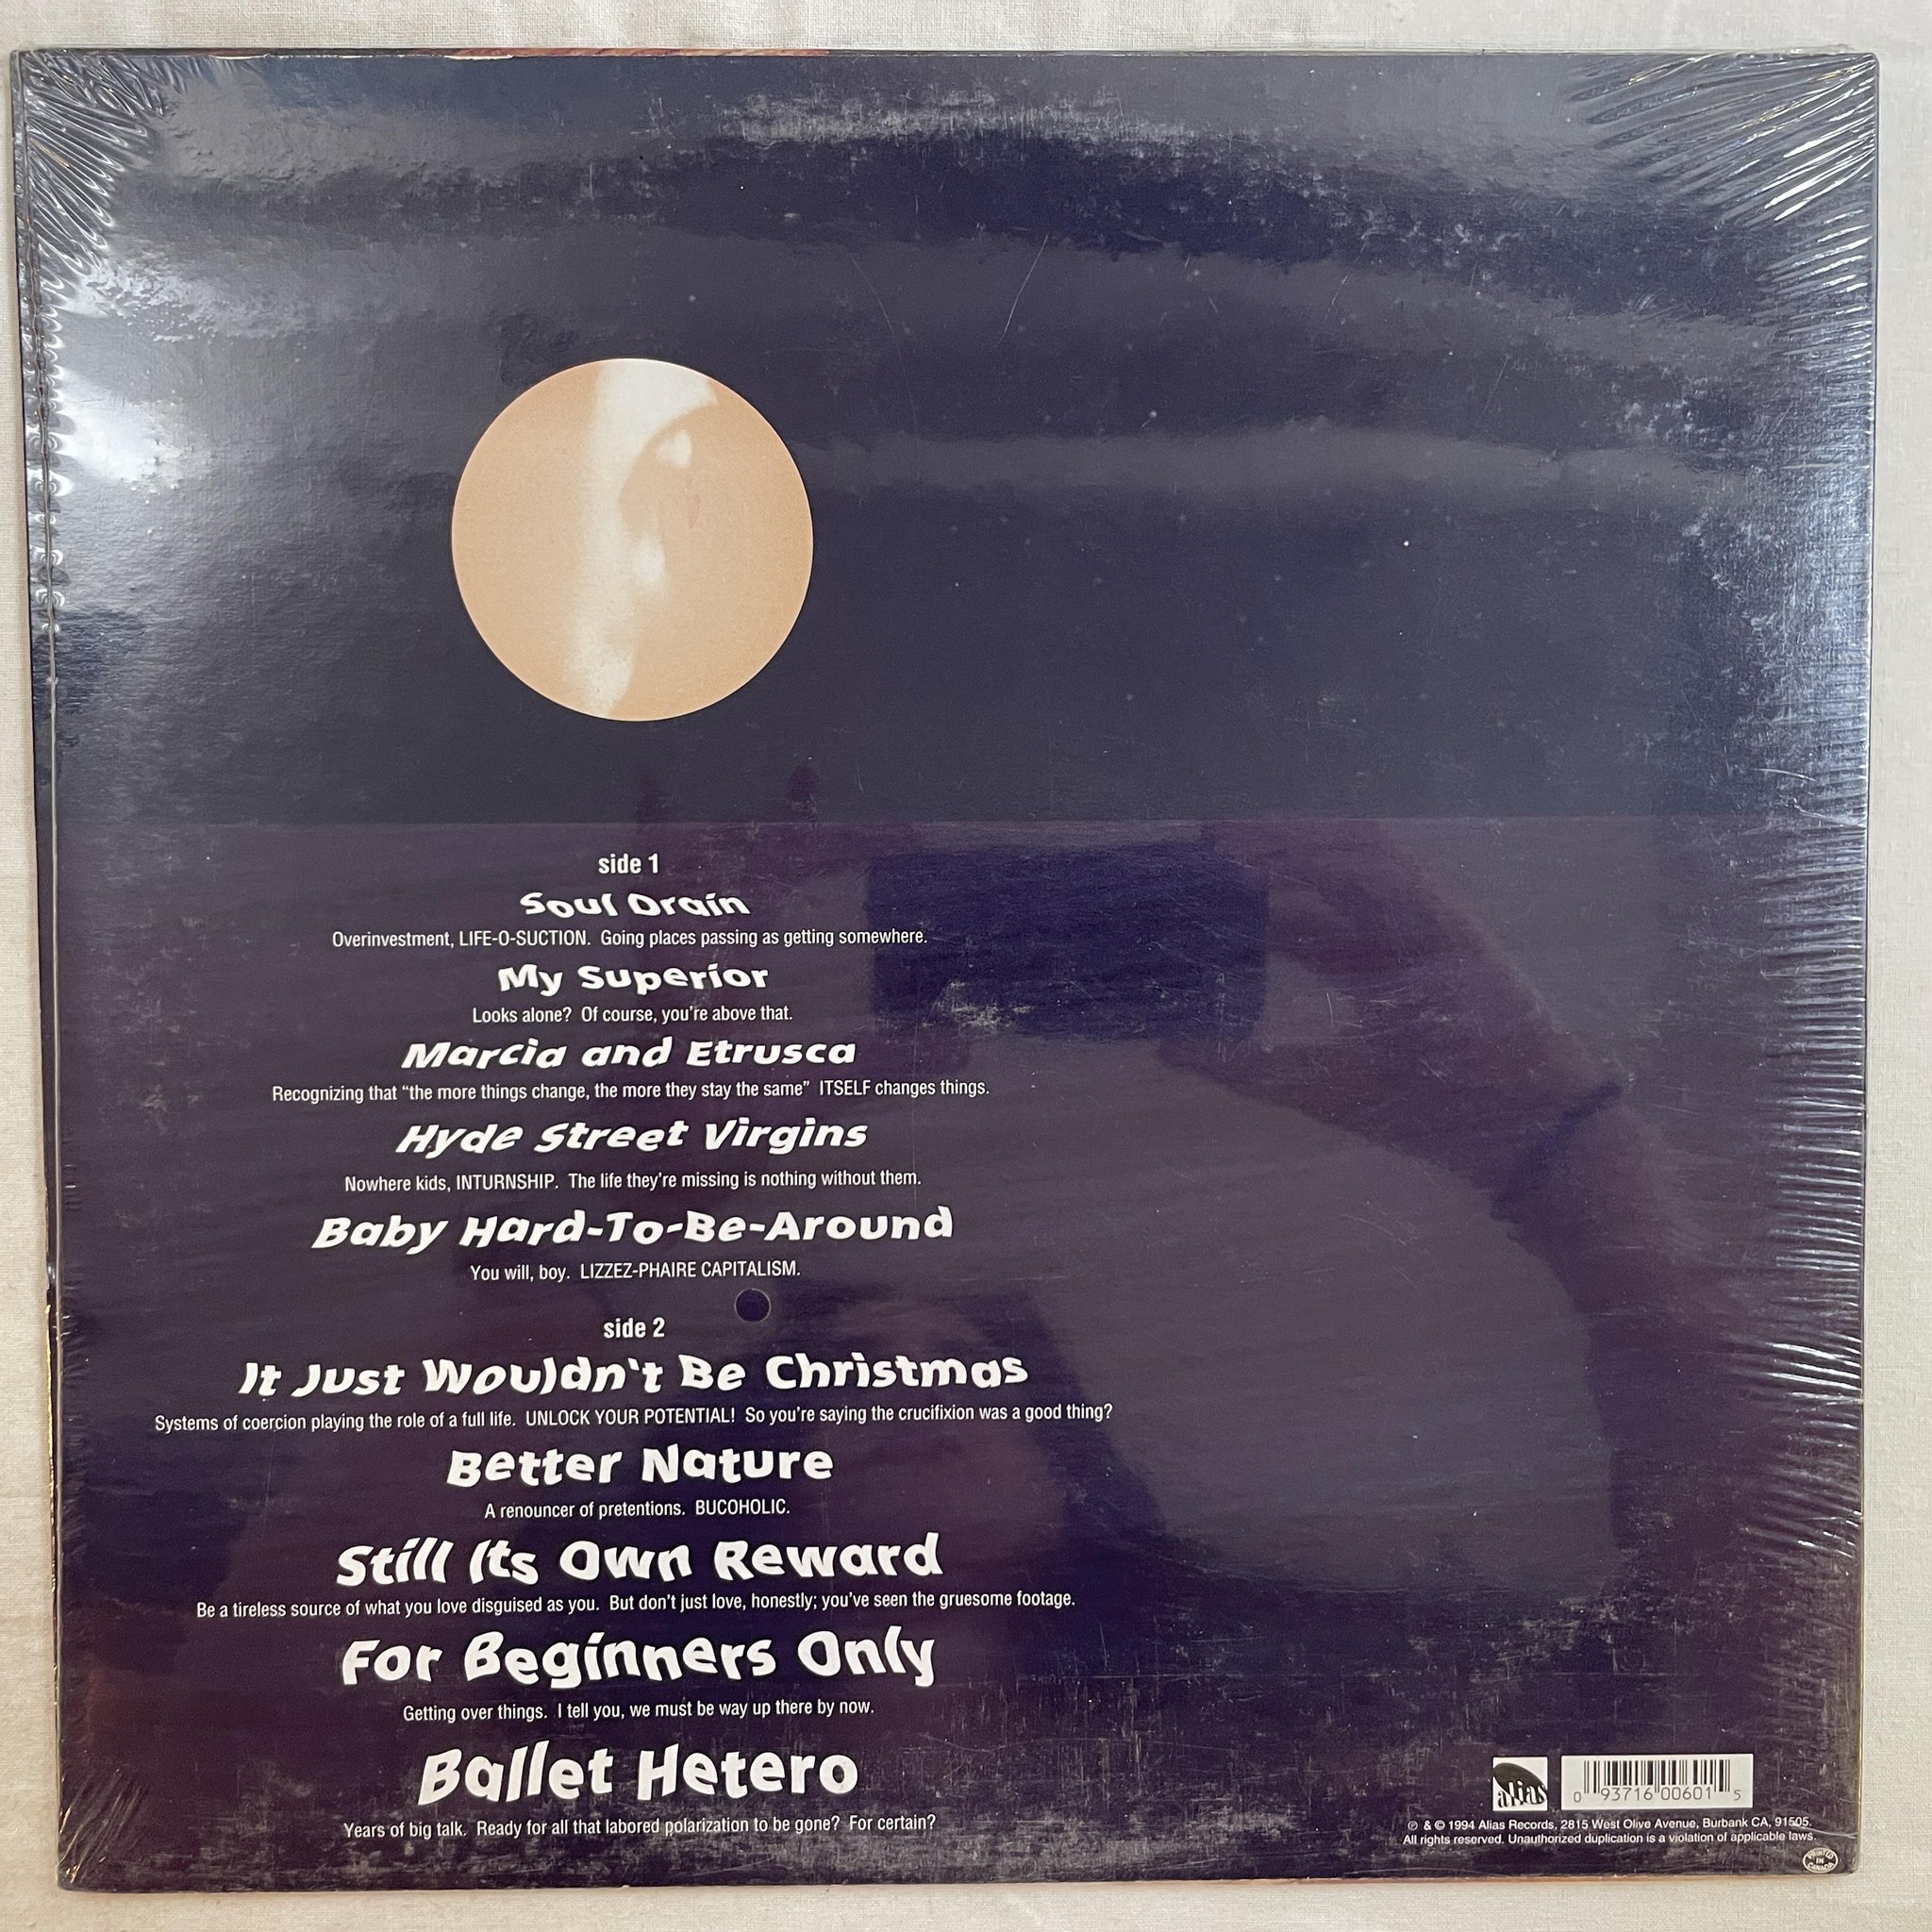 side 1
Soul Drain
Overinvestment, LIFE-O-SUCTION. Going places passing as getting somewhere.
My Superior
Looks alone? Of course, you're above that.
Marcia and Etrusca
Recognizing that “the more things change, the more they stay the same” ITSELF changes things.
Hyde Street Virgins
Nowhere kids, INTURNSHIP. The life they're missing is nothing without them.
Baby Hard-To-Be-Around
You will, boy. LIZZEZ-PHAIRE CAPITALISM.
side 2
It Just Wouldn't Be Christmas
Systems of coercion playing the role of a full life. UNLOCK YOUR POTENTIAL! So you're saying the crucifixion was a good thing?
Better Nature
A renouncer of pretentions. BUCOHOLIC.
Still Its Own Reward
Be a tireless source of what you love disguised as you. But don't just love, honestly; you've seen the gruesome footage.
For Beginners Only
Getting over things. I tell you, we must be way up there by now.
Ballet Hetero
Years of big talk. Ready for all that labored polarization to be gone? For certain?
alias
0 93716 00601 5
℗ & © 1994 Alias Records, 2815 West Olive Avenue, Burbank CA, 91505.
All rights reserved. Unauthorized duplication is a violation of applicable laws.
PRINTED
IN
CANADA